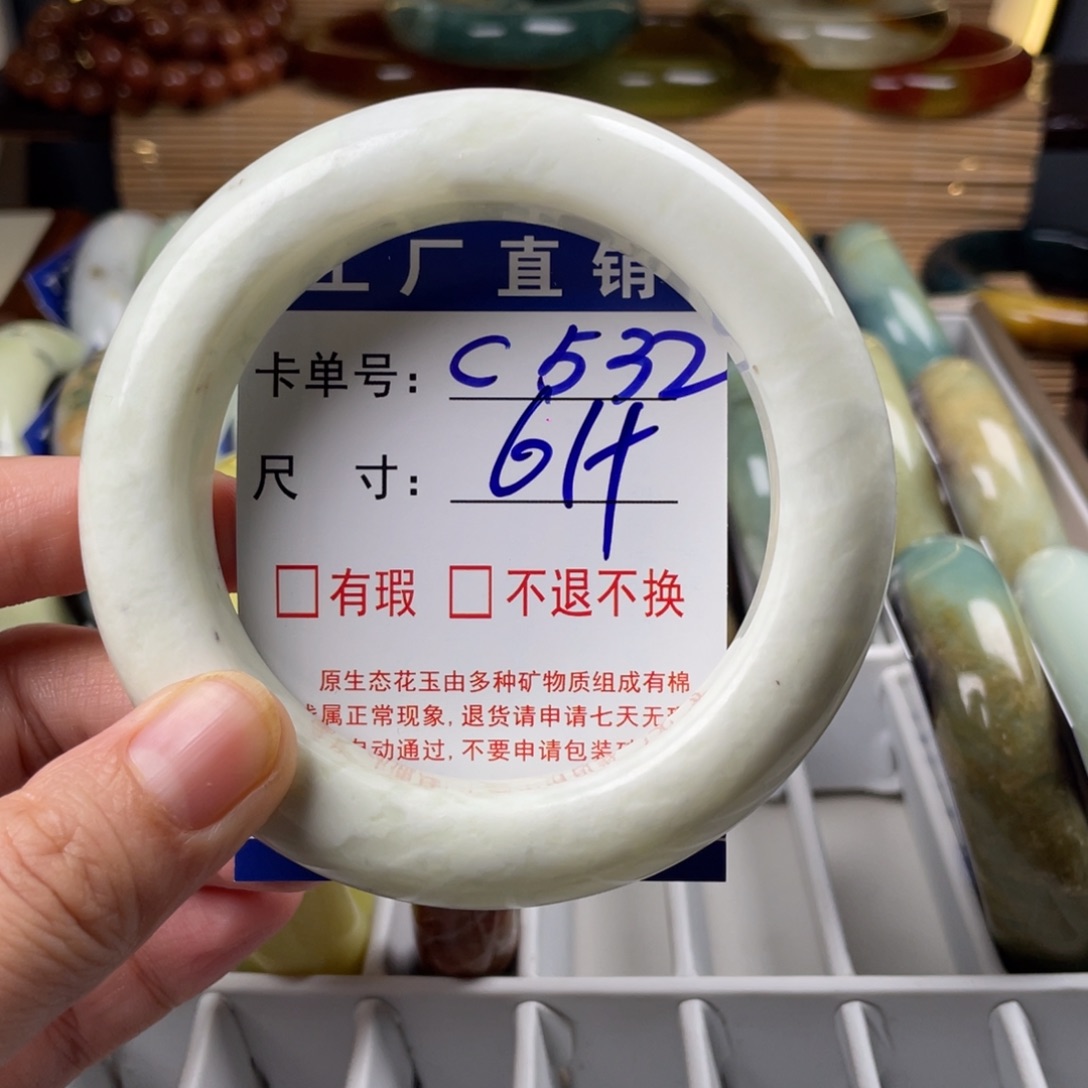 工厂直销
卡单号：C532
尺 寸：61+
□有瑕 □不退不换
原生态花玉由多种矿物质组成有棉
属正常现象，退货请申请七天无
自动通过，不要申请包装